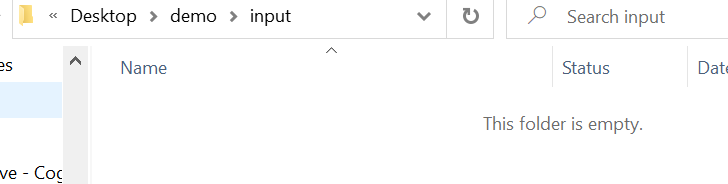 « Desktop > demo > input
Search input
es
Name
Status
Date
This folder is empty.
ve - Cog